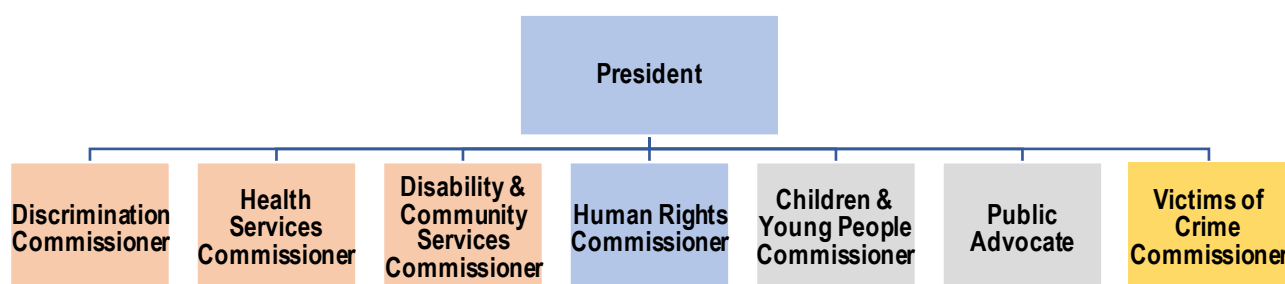 President
Discrimination
Commissioner
Health
Services
Commissioner
Disability &
Community
Services
Commissioner
Human Rights
Commissioner
Children &
Young People
Commissioner
Public
Advocate
Victims of
Crime
Commissioner